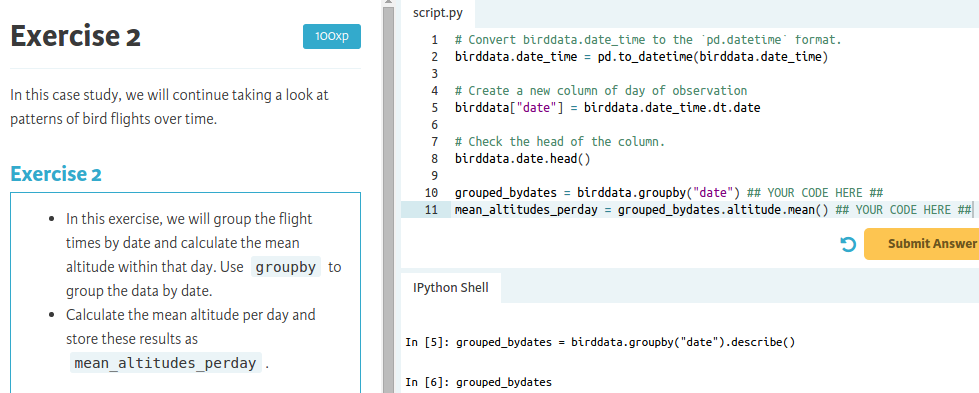 Exercise 2
100xp
In this case study, we will continue taking a look at
patterns of bird flights over time.
Exercise 2
• In this exercise, we will group the flight
times by date and calculate the mean
altitude within that day. Use groupby to
group the data by date.
• Calculate the mean altitude per day and
store these results as
mean_altitudes_perday .
script.py
1 # Convert birddata.date_time to the `pd.datetime` format.
2 birddata.date_time = pd.to_datetime(birddata.date_time)
3
4 # Create a new column of day of observation
5 birddata["date"] = birddata.date_time.dt.date
6
7 # Check the head of the column.
8 birddata.date.head()
9
10 grouped_bydates = birddata.groupby("date") ## YOUR CODE HERE ##
11 mean_altitudes_perday = grouped_bydates.altitude.mean() ## YOUR CODE HERE ##
Submit Answer
IPython Shell
In [5]: grouped_bydates = birddata.groupby("date").describe()
In [6]: grouped_bydates